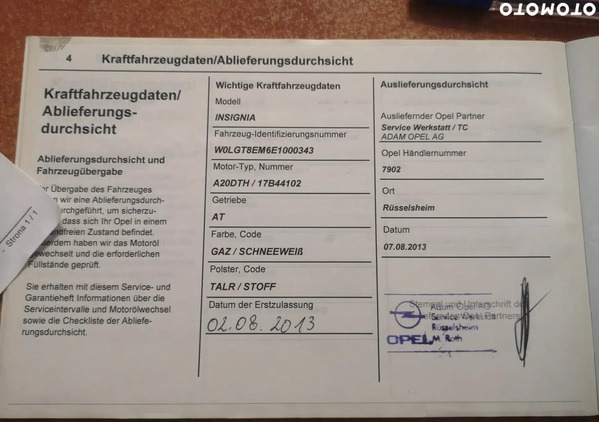 OTOMOTO
4 Kraftfahrzeugdaten/Ablieferungsdurchsicht
Kraftfahrzeugdaten/
Ablieferungs-
durchsicht
Ablieferungsdurchsicht und
Fahrzeugübergabe
Übergabe des Fahrzeuges
wir eine Ablieferungsdurch-
durchgeführt, um sicherzu-
dass sich Ihr Opel in einem
freien Zustand befindet.
haben wir das Motoröl
gewechselt und die erforderlichen
Füllstände geprüft.
Sie erhalten mit diesem Service- und
Garantieheft Informationen über die
Serviceintervalle und Motorölwechsel
sowie die Checkliste der Abliefe-
rungsdurchsicht.
Strona 1 / 1
Wichtige Kraftfahrzeugdaten
Modell
INSIGNIA
Fahrzeug-Identifizierungsnummer
W0LGT8EM6E1000343
Motor-Typ, Nummer
A20DTH / 17B44102
Getriebe
AT
Farbe, Code
GAZ / SCHNEEWEIß
Polster, Code
TALR / STOFF
Datum der Erstzulassung
02.08.2013
Auslieferungsdurchsicht
Ausliefernder Opel Partner
Service Werkstatt / TC
ADAM OPEL AG
Opel Händlernummer
7902
Ort
Rüsselsheim
Datum
07.08.2013
Stempel und Unterschrift des
Opel Partners
Adam Opel AG
Service
Rüsselsheim
OPEL M. Roth